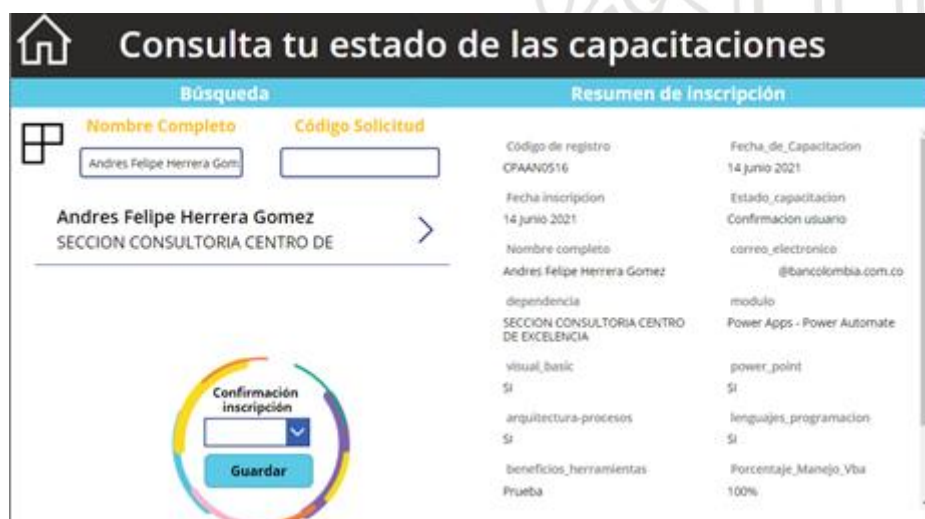 Consulta tu estado de las capacitaciones
Búsqueda
Resumen de inscripción
Nombre Completo
Código Solicitud
Andres Felipe Herrera Gom
Andres Felipe Herrera Gomez
SECCION CONSULTORIA CENTRO DE
Confirmación
inscripción
Guardar
Código de registro
Fecha_de_Capacitacion
CPAAN0516
14 junio 2021
Fecha inscripcion
Estado_capacitacion
14 junio 2021
Confirmacion usuario
Nombre completo
correo_electronico
Andres Felipe Herrera Gomez
@bancolombia.com.co
dependencia
modulo
SECCION CONSULTORIA CENTRO
DE EXCELENCIA
Power Apps - Power Automate
visual_basic
power_point
SI
SI
arquitectura-procesos
lenguajes_programacion
SI
SI
beneficios_herramientas
Porcentaje_Manejo_Vba
Prueba
100%